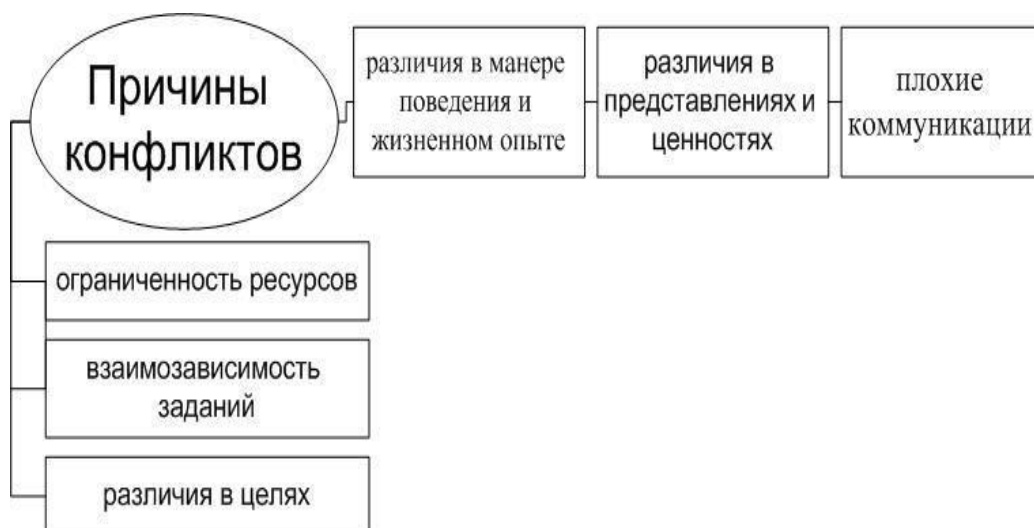 Причины
конфликтов
различия в манере
поведения и
жизненном опыте
различия в
представлениях и
ценностях
плохие
коммуникации
ограниченность ресурсов
взаимозависимость
заданий
различия в целях